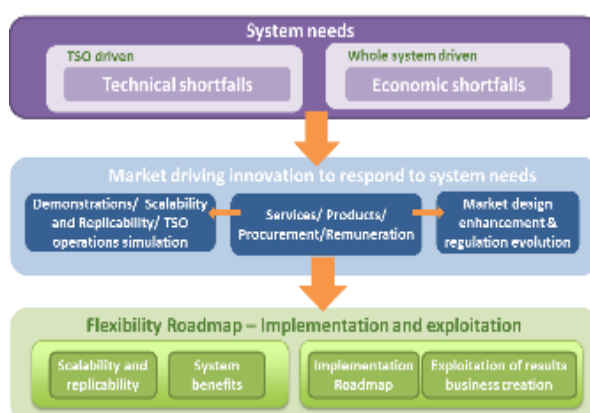 System needs
TSO driven
Technical shortfalls
Whole system driven
Economic shortfalls
Market driving innovation to respond to system needs
Demonstrations/ Scalability
and Replicability/ TSO
operations simulation
Services/ Products/
Procurement/Remuneration
Market design
enhancement &
regulation evolution
Flexibility Roadmap – Implementation and exploitation
Scalability and
replicability
System
benefits
Implementation
Roadmap
Exploitation of results
business creation